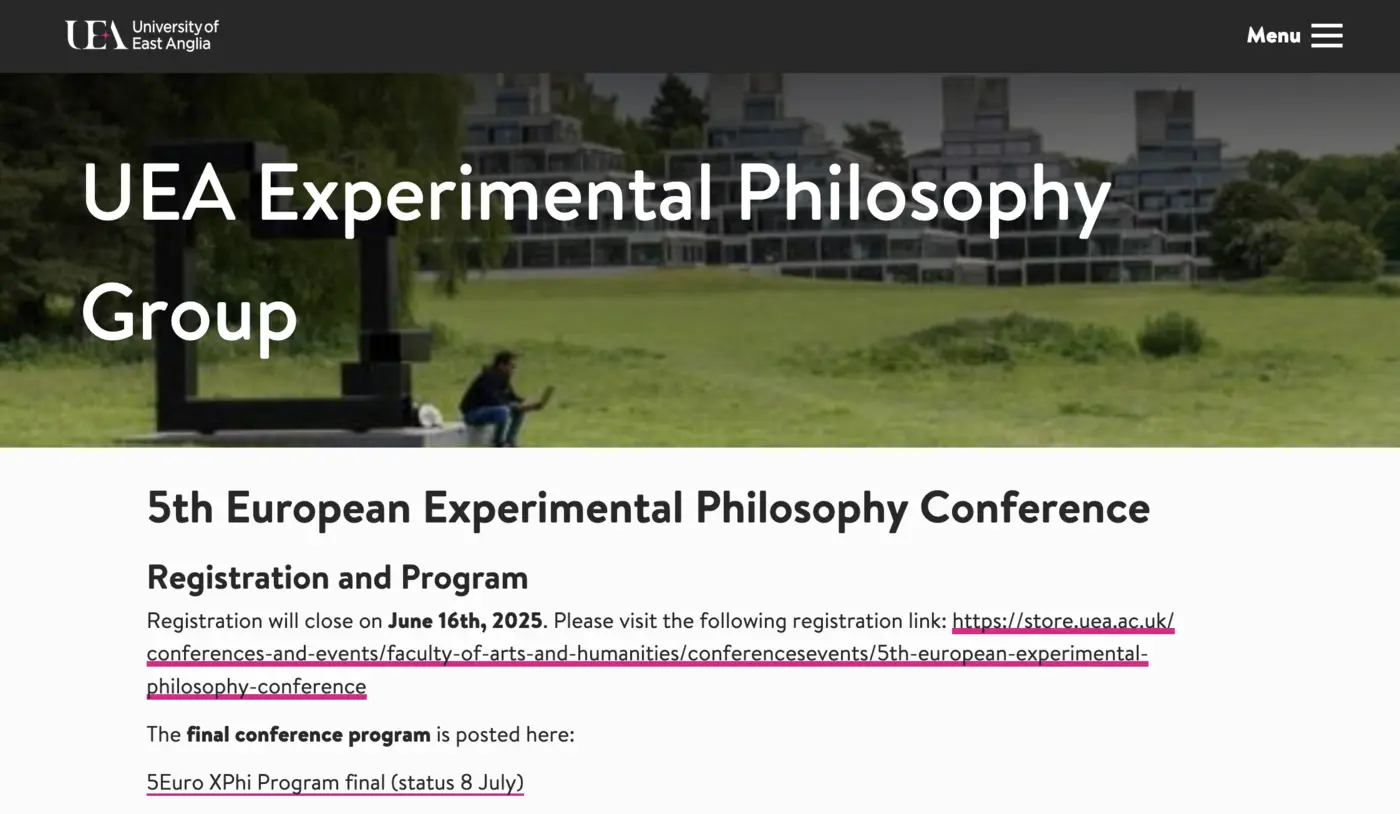 UEA University of
East Anglia
Menu
UEA Experimental Philosophy
Group
5th European Experimental Philosophy Conference
Registration and Program
Registration will close on June 16th, 2025. Please visit the following registration link: https://store.uea.ac.uk/
conferences-and-events/faculty-of-arts-and-humanities/conferencesevents/5th-european-experimental-
philosophy-conference
The final conference program is posted here:
5Euro XPhi Program final (status 8 July)